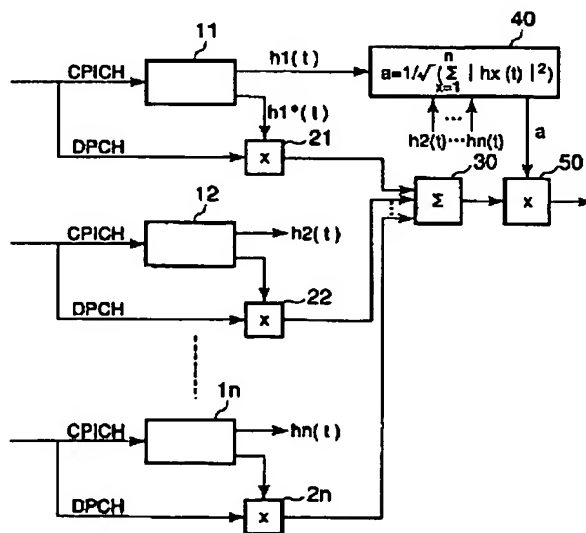 11
40
CPICH
h1(t)
a=1/√(Σ|hx(t)|²)
n
x=1
h1*(t)
h2(t)...hn(t)
a
DPCH
x
21
30
50
Σ
x
12
CPICH
h2(t)
DPCH
x
22
1n
CPICH
hn(t)
DPCH
x
2n